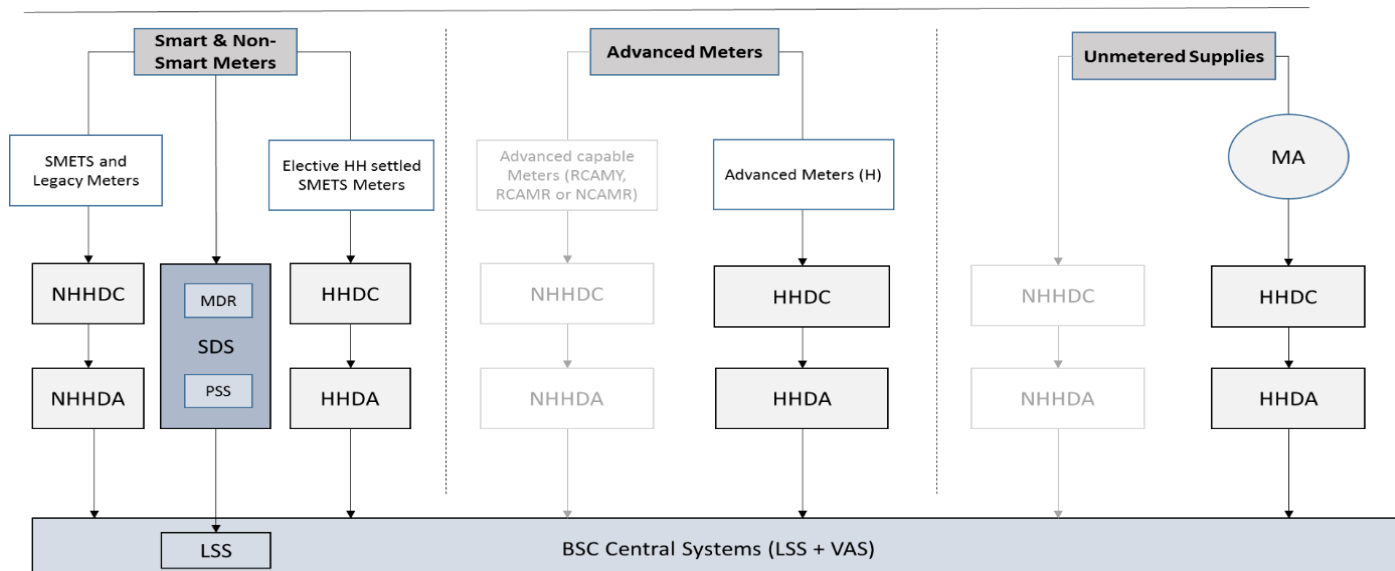 Smart & Non-
Smart Meters
Advanced Meters
Unmetered Supplies
SMETS and
Legacy Meters
Elective HH settled
SMETS Meters
Advanced capable
Meters (RCAMY,
RCAMR or NCAMR)
Advanced Meters (H)
MA
NHHDC
MDR
SDS
PSS
HHDC
NHHDC
HHDC
NHHDC
HHDC
NHHDA
HHDA
NHHDA
HHDA
NHHDA
HHDA
LSS
BSC Central Systems (LSS + VAS)